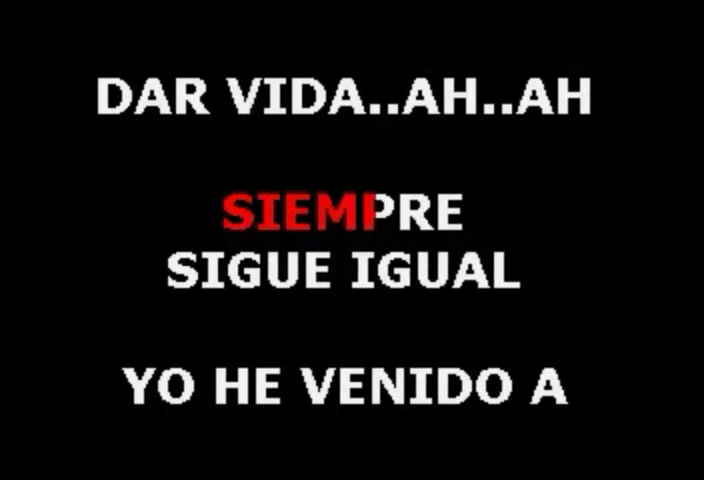 DAR VIDA..AH..AH
SIEMPRE
SIGUE IGUAL
YO HE VENIDO A